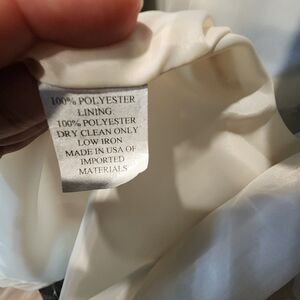 100% POLYESTER
LINING
100% POLYESTER
DRY CLEAN ONLY
LOW IRON
MADE IN USA OF
IMPORTED
MATERIALS